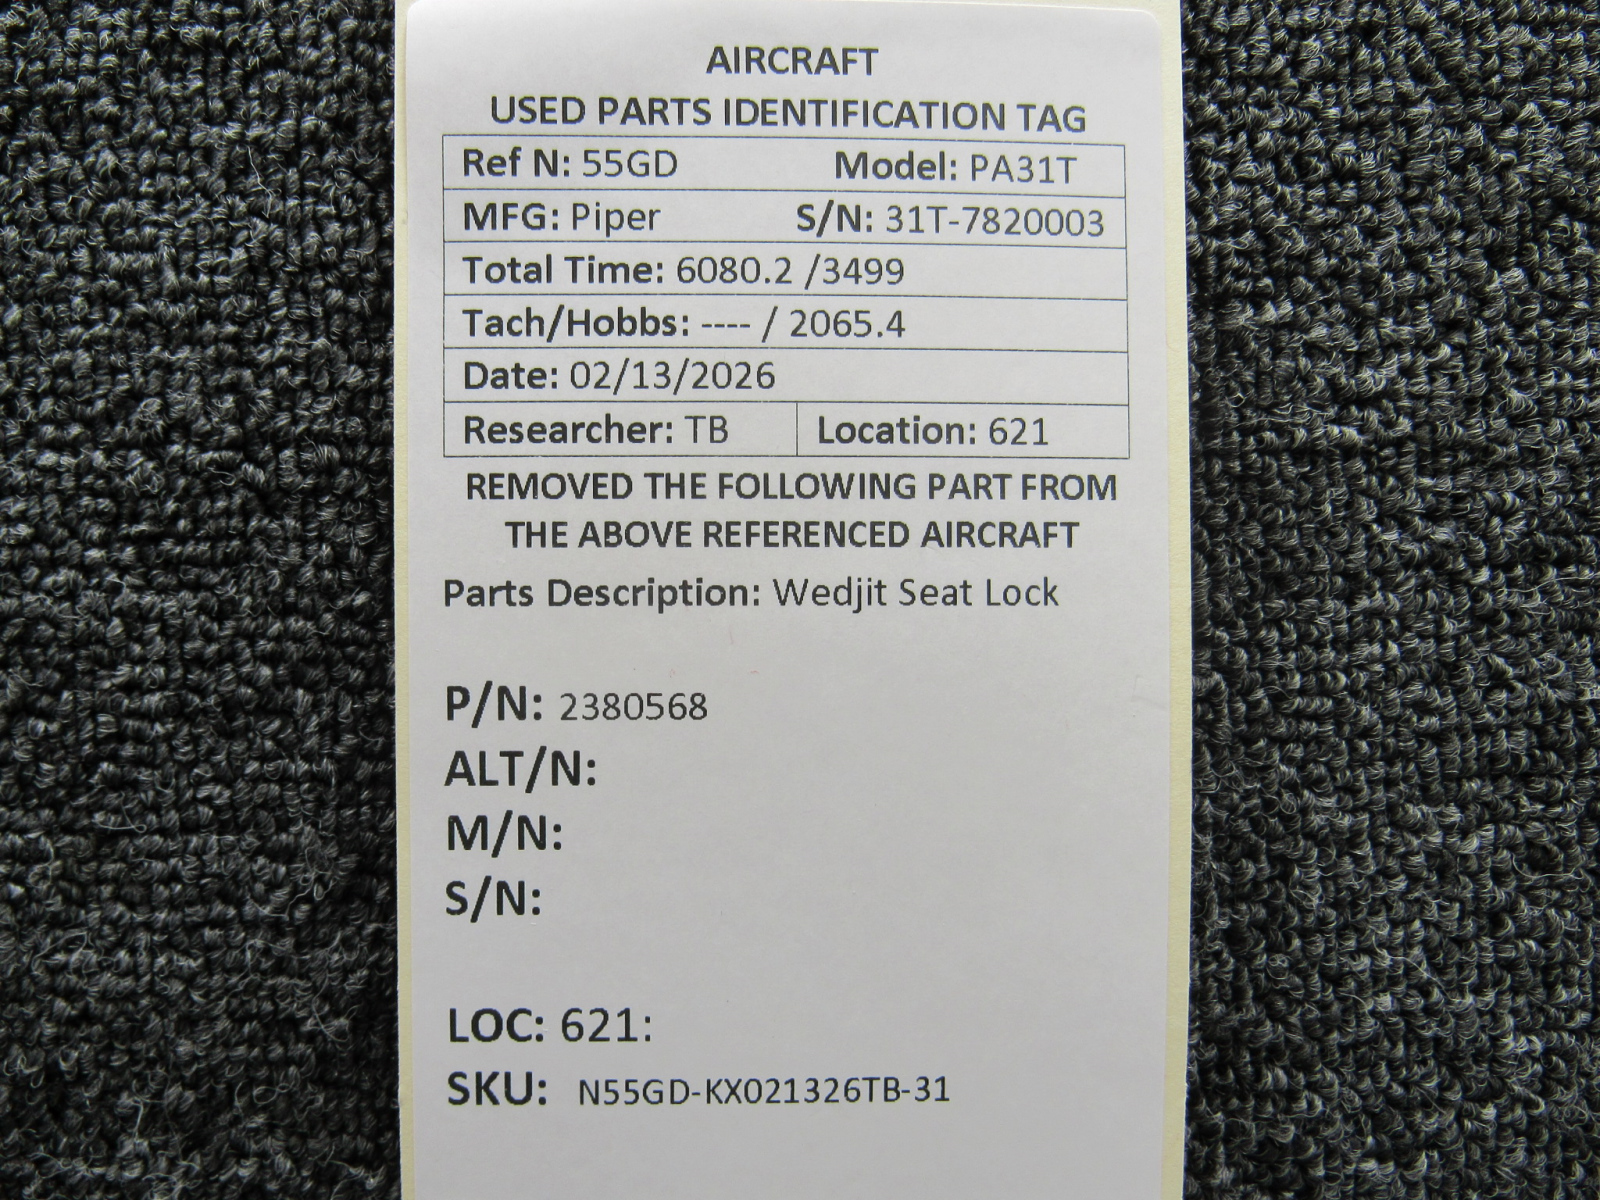 AIRCRAFT
USED PARTS IDENTIFICATION TAG
Ref N: 55GD Model: PA31T
MFG: Piper S/N: 31T-7820003
Total Time: 6080.2 /3499
Tach/Hobbs: ---- / 2065.4
Date: 02/13/2026
Researcher: TB Location: 621
REMOVED THE FOLLOWING PART FROM
THE ABOVE REFERENCED AIRCRAFT
Parts Description: Wedjit Seat Lock
P/N: 2380568
ALT/N:
M/N:
S/N:
LOC: 621:
SKU: N55GD-KX021326TB-31